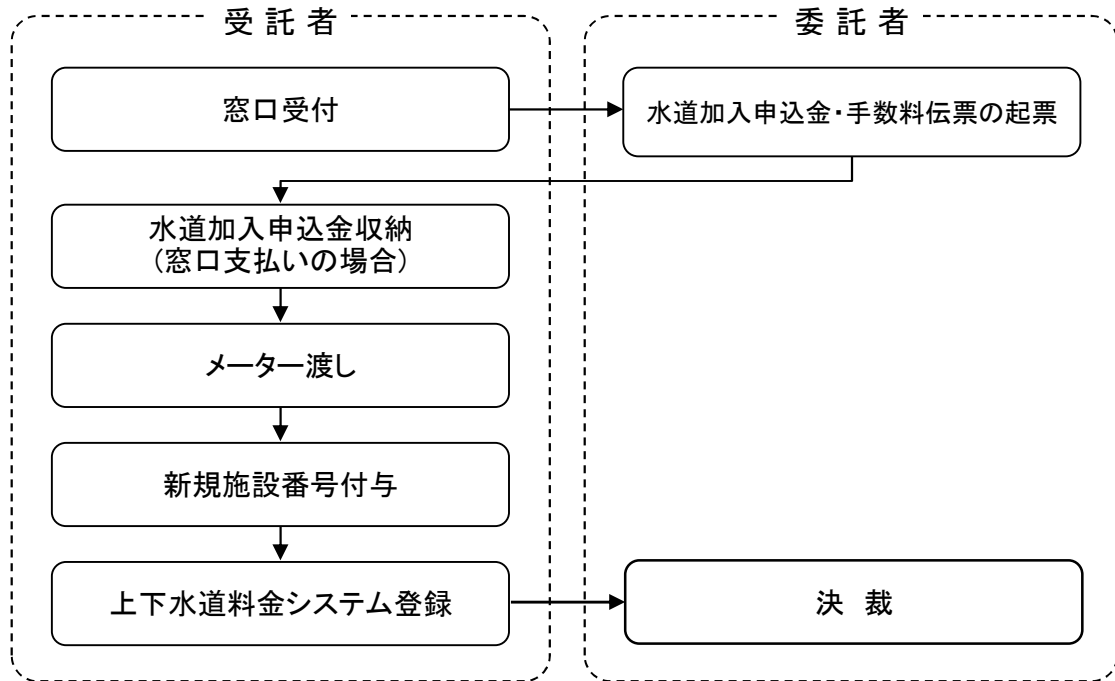 受 託 者
委 託 者
窓口受付
水道加入申込金・手数料伝票の起票
水道加入申込金収納
（窓口支払いの場合）
メーター渡し
新規施設番号付与
上下水道料金システム登録
決 裁